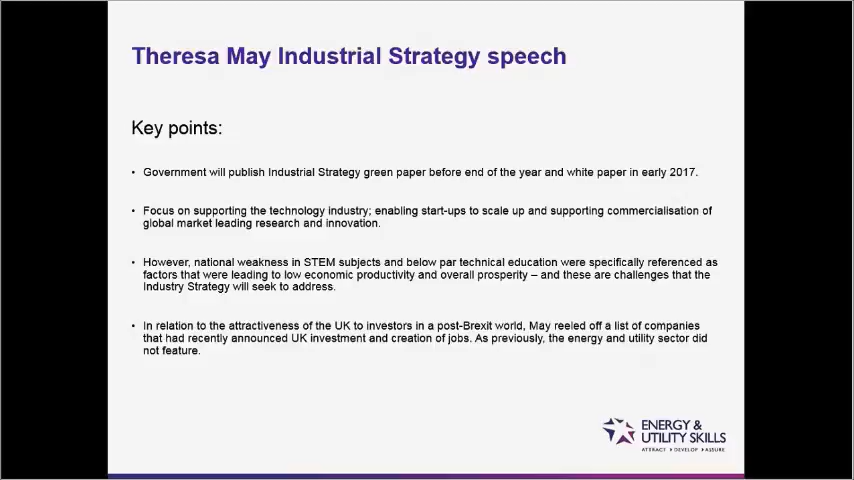 Theresa May Industrial Strategy speech
Key points:
• Government will publish Industrial Strategy green paper before end of the year and white paper in early 2017.
• Focus on supporting the technology industry; enabling start-ups to scale up and supporting commercialisation of
global market leading research and innovation.
• However, national weakness in STEM subjects and below par technical education were specifically referenced as
factors that were leading to low economic productivity and overall prosperity – and these are challenges that the
Industry Strategy will seek to address.
• In relation to the attractiveness of the UK to investors in a post-Brexit world, May reeled off a list of companies
that had recently announced UK investment and creation of jobs. As previously, the energy and utility sector did
not feature.
ENERGY &
UTILITY SKILLS
ATTRACT > DEVELOP > ASSURE